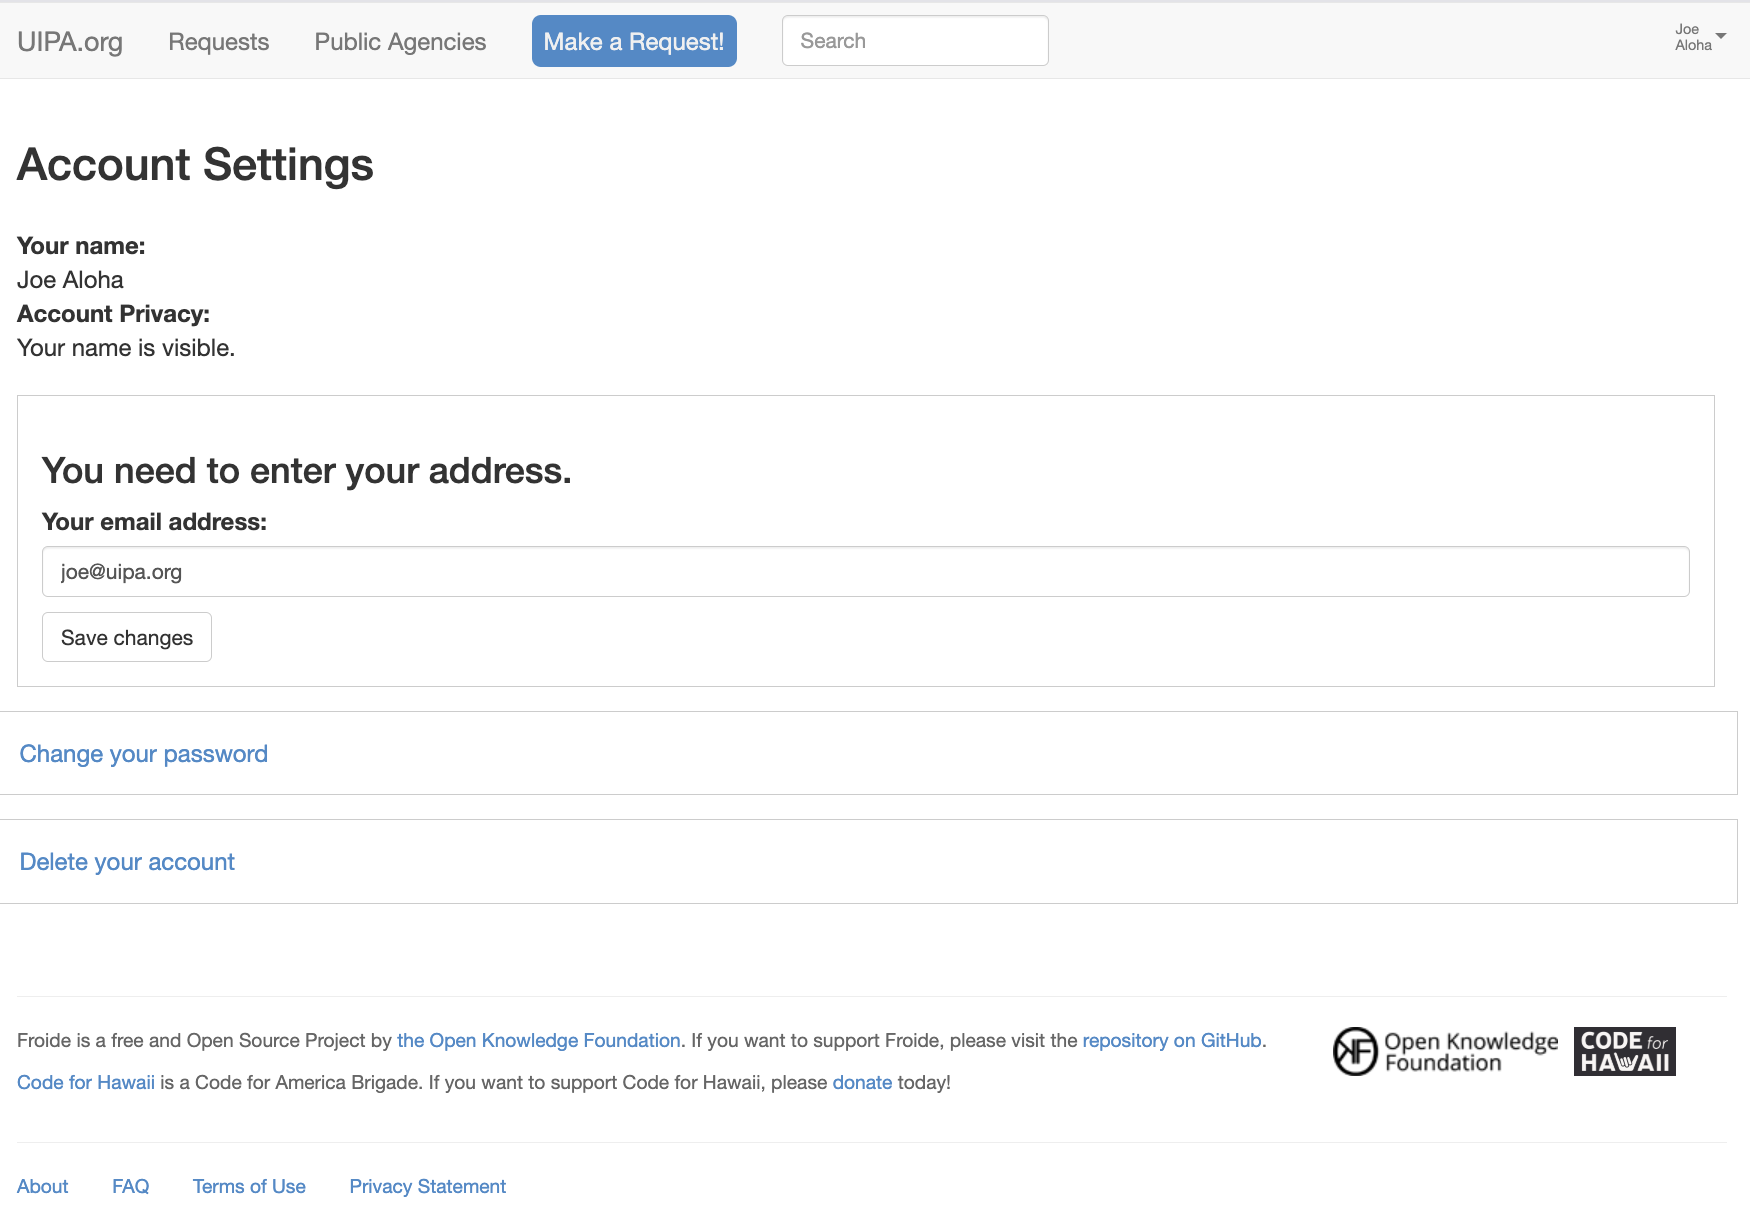 UIPA.org Requests Public Agencies Make a Request! Search Joe
Aloha
Account Settings
Your name:
Joe Aloha
Account Privacy:
Your name is visible.
You need to enter your address.
Your email address:
joe@uipa.org
Save changes
Change your password
Delete your account
Froide is a free and Open Source Project by the Open Knowledge Foundation. If you want to support Froide, please visit the repository on GitHub.
Code for Hawaii is a Code for America Brigade. If you want to support Code for Hawaii, please donate today!
Open Knowledge
Foundation
CODE for
HAWAII
About FAQ Terms of Use Privacy Statement